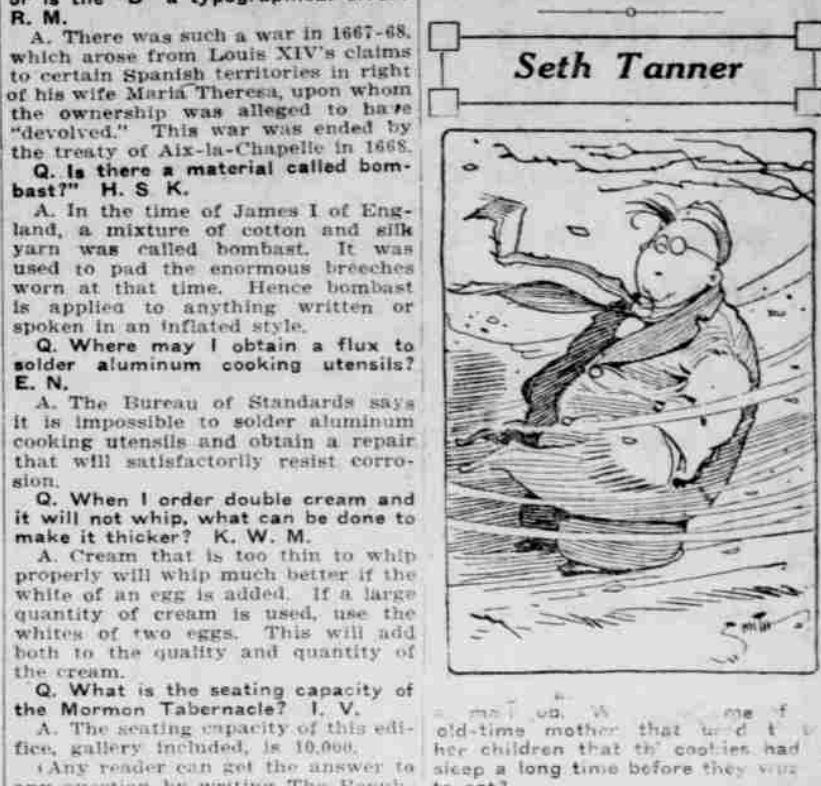 R. M.
A. There was such a war in 1667-68,
which arose from Louis XIV's claims
to certain Spanish territories in right
of his wife Maria Theresa, upon whom
the ownership was alleged to have
"devolved." This war was ended by
the treaty of Aix-la-Chapelle in 1668.
Q. Is there a material called bom-
bast?" H. S. K.
A. In the time of James I of Eng-
land, a mixture of cotton and silk
yarn was called bombast. It was
used to pad the enormous breeches
worn at that time. Hence bombast
is applied to anything written or
spoken in an inflated style.
Q. Where may I obtain a flux to
solder aluminum cooking utensils?
E. N.
A. The Bureau of Standards says
it is impossible to solder aluminum
cooking utensils and obtain a repair
that will satisfactorily resist corro-
sion.
Q. When I order double cream and
it will not whip, what can be done to
make it thicker? K. W. M.
A. Cream that is too thin to whip
properly will whip much better if the
white of an egg is added. If a large
quantity of cream is used, use the
whites of two eggs. This will add
both to the quality and quantity of
the cream.
Q. What is the seating capacity of
the Mormon Tabernacle? I. V.
A. The seating capacity of this edi-
fice, gallery included, is 10,000.
(Any reader can get the answer to
Seth Tanner
old-time mother that
her children that th' cookies had
sleep a long time before they